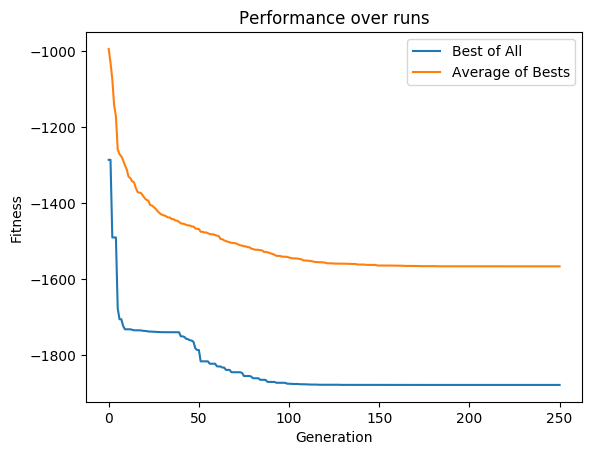 Performance over runs
Best of All
Average of Bests
Fitness
−1000
−1200
−1400
−1600
−1800
0 50 100 150 200 250
Generation